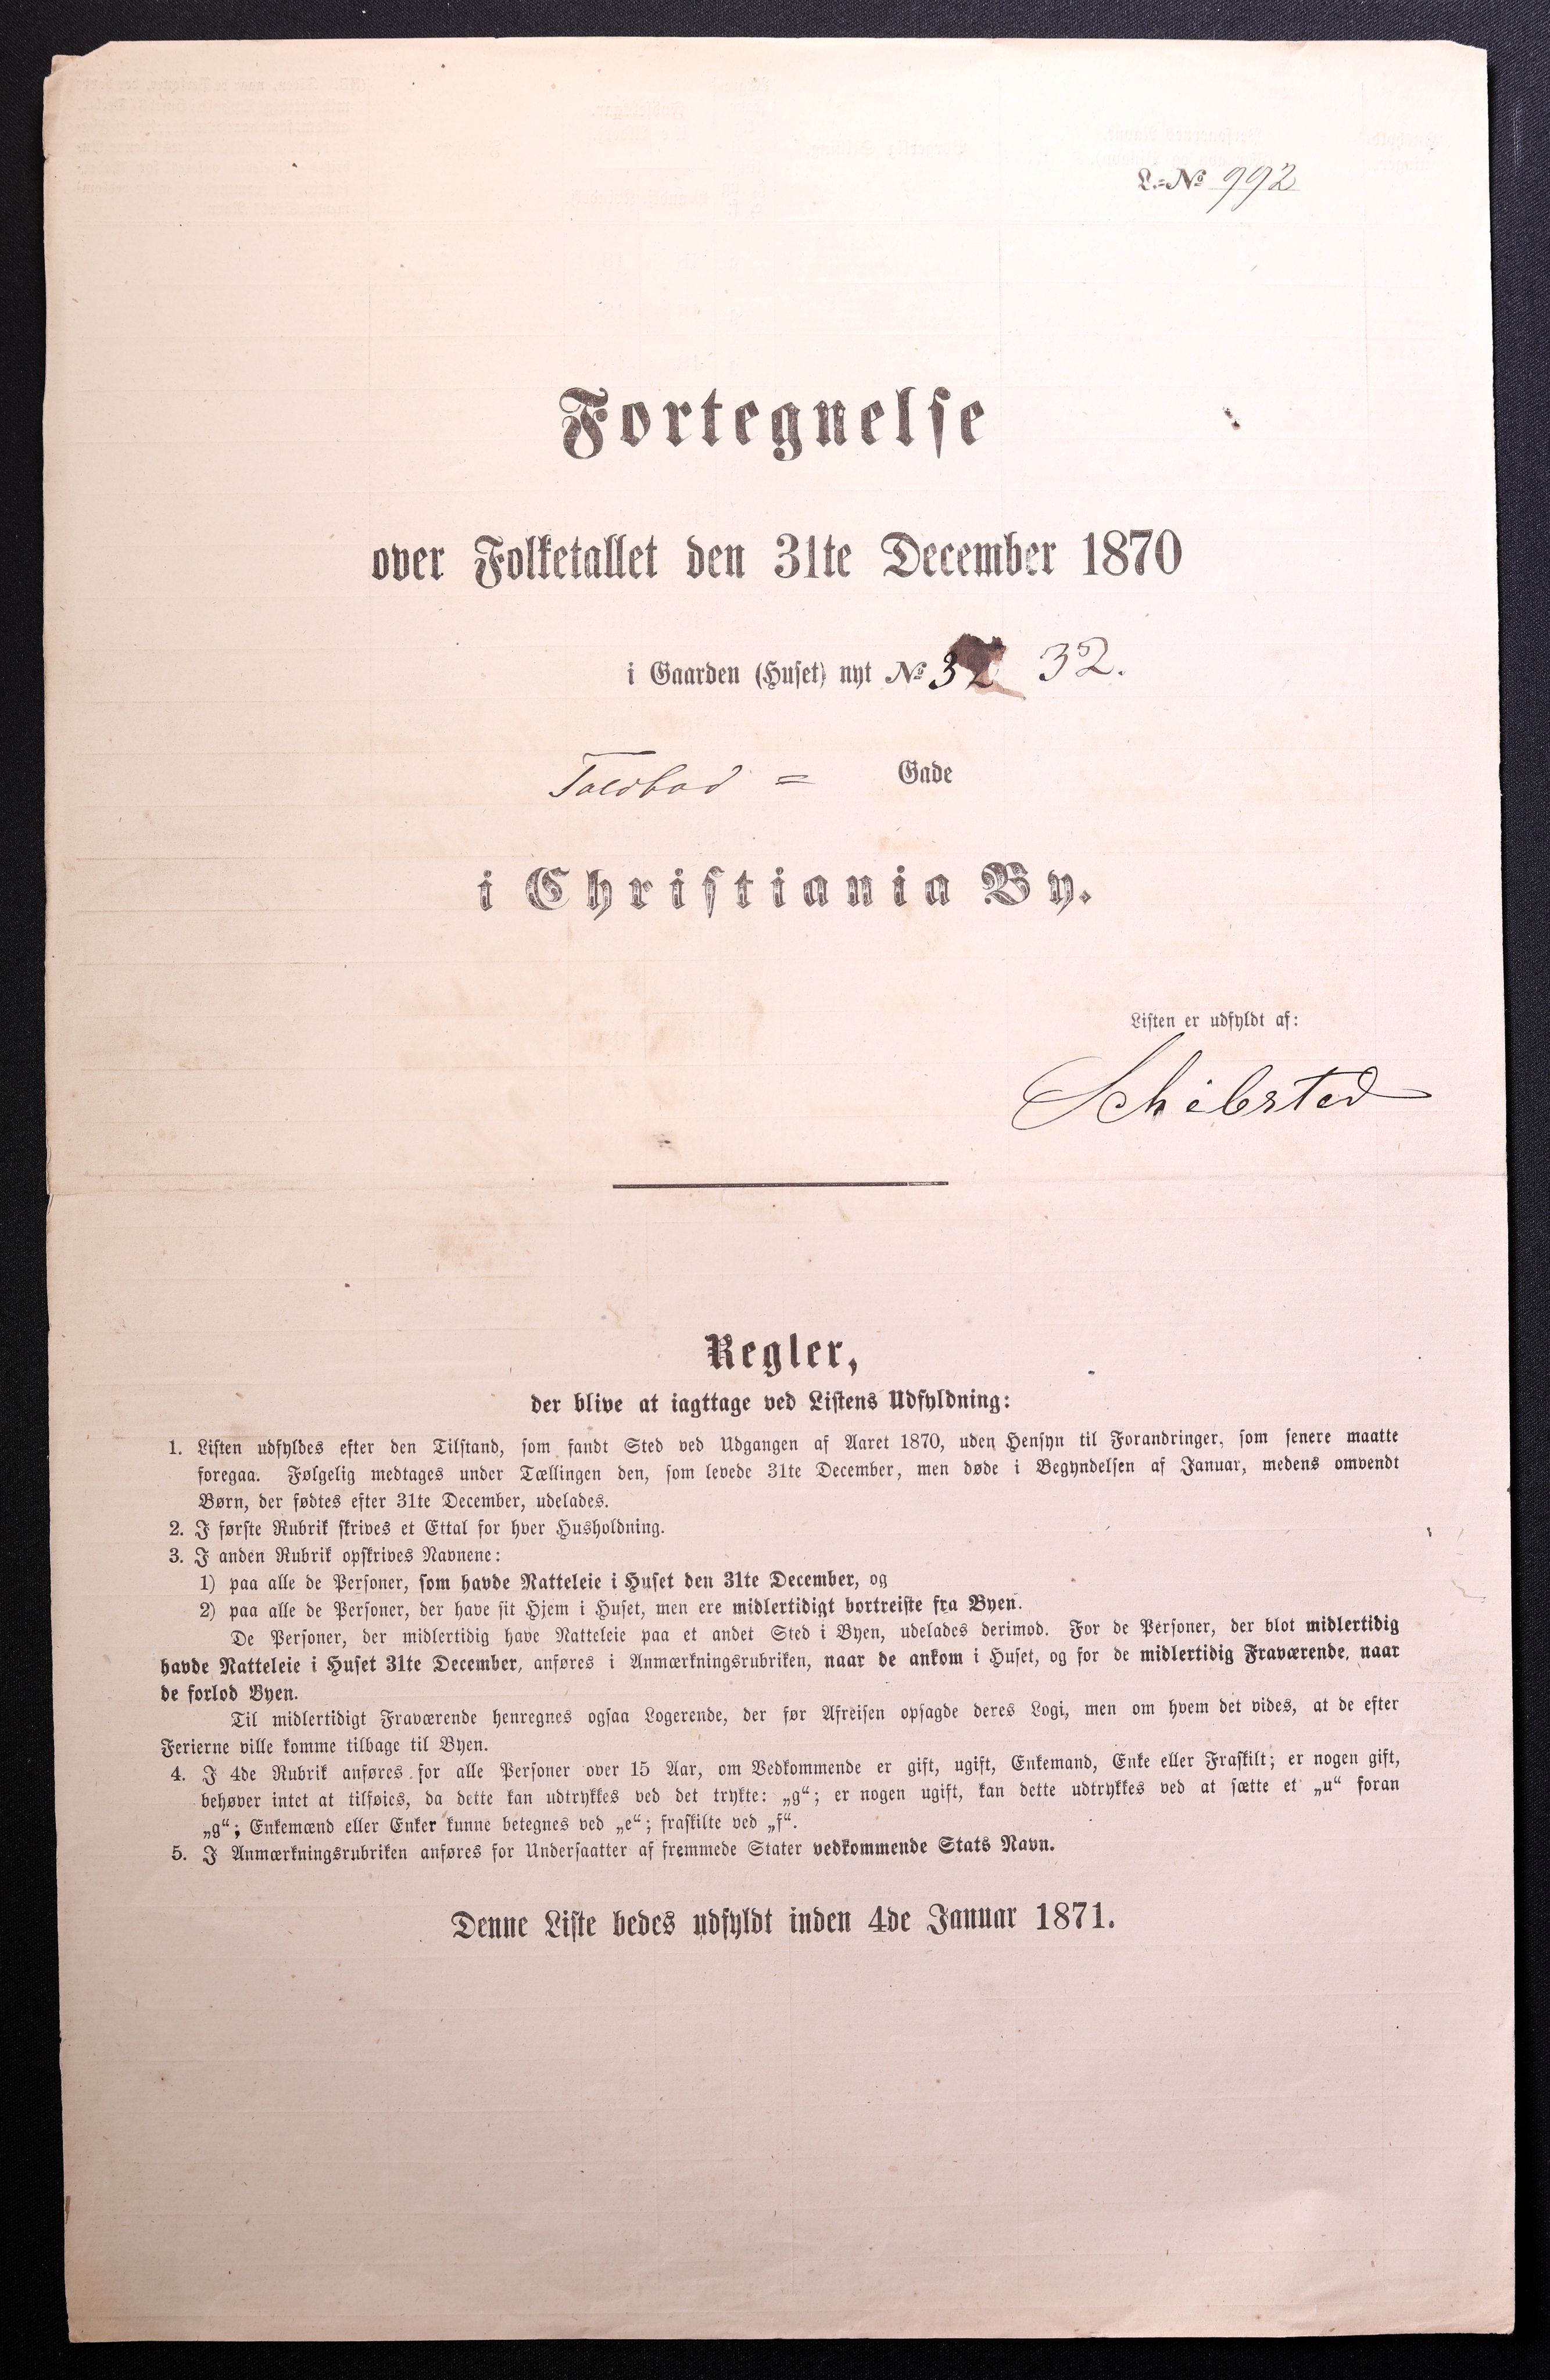 L.=No 992
Fortegnelse
over Folketallet den 31te December 1870
i Gaarden (Huset) nyt No 32 32.
Toldbod = Gade
i Christiania By.
Listen er udfyldt af:
Schibsted
Regler,
der blive at iagttage ved Listens Udfyldning:
1. Listen udfyldes efter den Tilstand, som fandt Sted ved Udgangen af Aaret 1870, uden Hensyn til Forandringer, som senere maatte
foregaa. Følgelig medtages under Tællingen den, som levede 31te December, men døde i Begyndelsen af Januar, medens omvendt
Børn, der fødtes efter 31te December, udelades.
2. I første Rubrik skrives et Ettal for hver Husholdning.
3. I anden Rubrik opskrives Navnene:
1) paa alle de Personer, som havde Natteleie i Huset den 31te December, og
2) paa alle de Personer, der have sit Hjem i Huset, men ere midlertidigt bortreiste fra Byen.
De Personer, der midlertidig have Natteleie paa et andet Sted i Byen, udelades derimod. For de Personer, der blot midlertidig
havde Natteleie i Huset 31te December, anføres i Anmærkningsrubriken, naar de ankom i Huset, og for de midlertidig Fraværende, naar
de forlod Byen.
Til midlertidigt Fraværende henregnes ogsaa Logerende, der før Afreisen opsagde deres Logi, men om hvem det vides, at de efter
Ferierne ville komme tilbage til Byen.
4. I 4de Rubrik anføres for alle Personer over 15 Aar, om Vedkommende er gift, ugift, Enkemand, Enke eller Fraskilt; er nogen gift,
behøver intet at tilføies, da dette kan udtrykkes ved det trykte: „g“; er nogen ugift, kan dette udtrykkes ved at sætte et „u“ foran
„g“; Enkemænd eller Enker kunne betegnes ved „e“; fraskilte ved „f“.
5. I Anmærkningsrubriken anføres for Undersaatter af fremmede Stater vedkommende Stats Navn.
Denne Liste bedes udfyldt inden 4de Januar 1871.